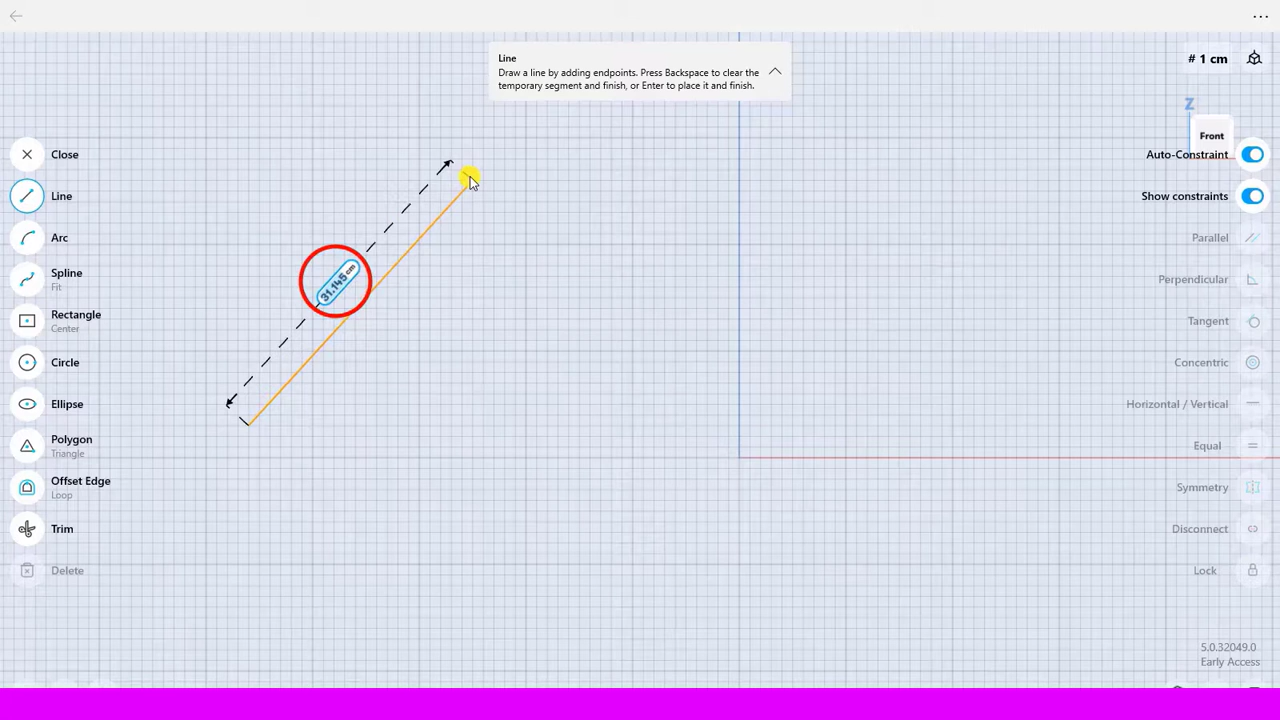 Line
Draw a line by adding endpoints. Press Backspace to clear the
temporary segment and finish, or Enter to place it and finish.
# 1 cm
Z
Front
Close
Line
Arc
Spline
Fit
Rectangle
Center
Circle
Ellipse
Polygon
Triangle
Offset Edge
Loop
Trim
Delete
31.145 cm
Auto-Constraint
Show constraints
Parallel
Perpendicular
Tangent
Concentric
Horizontal / Vertical
Equal
Symmetry
Disconnect
Lock
5.0.32049.0
Early Access